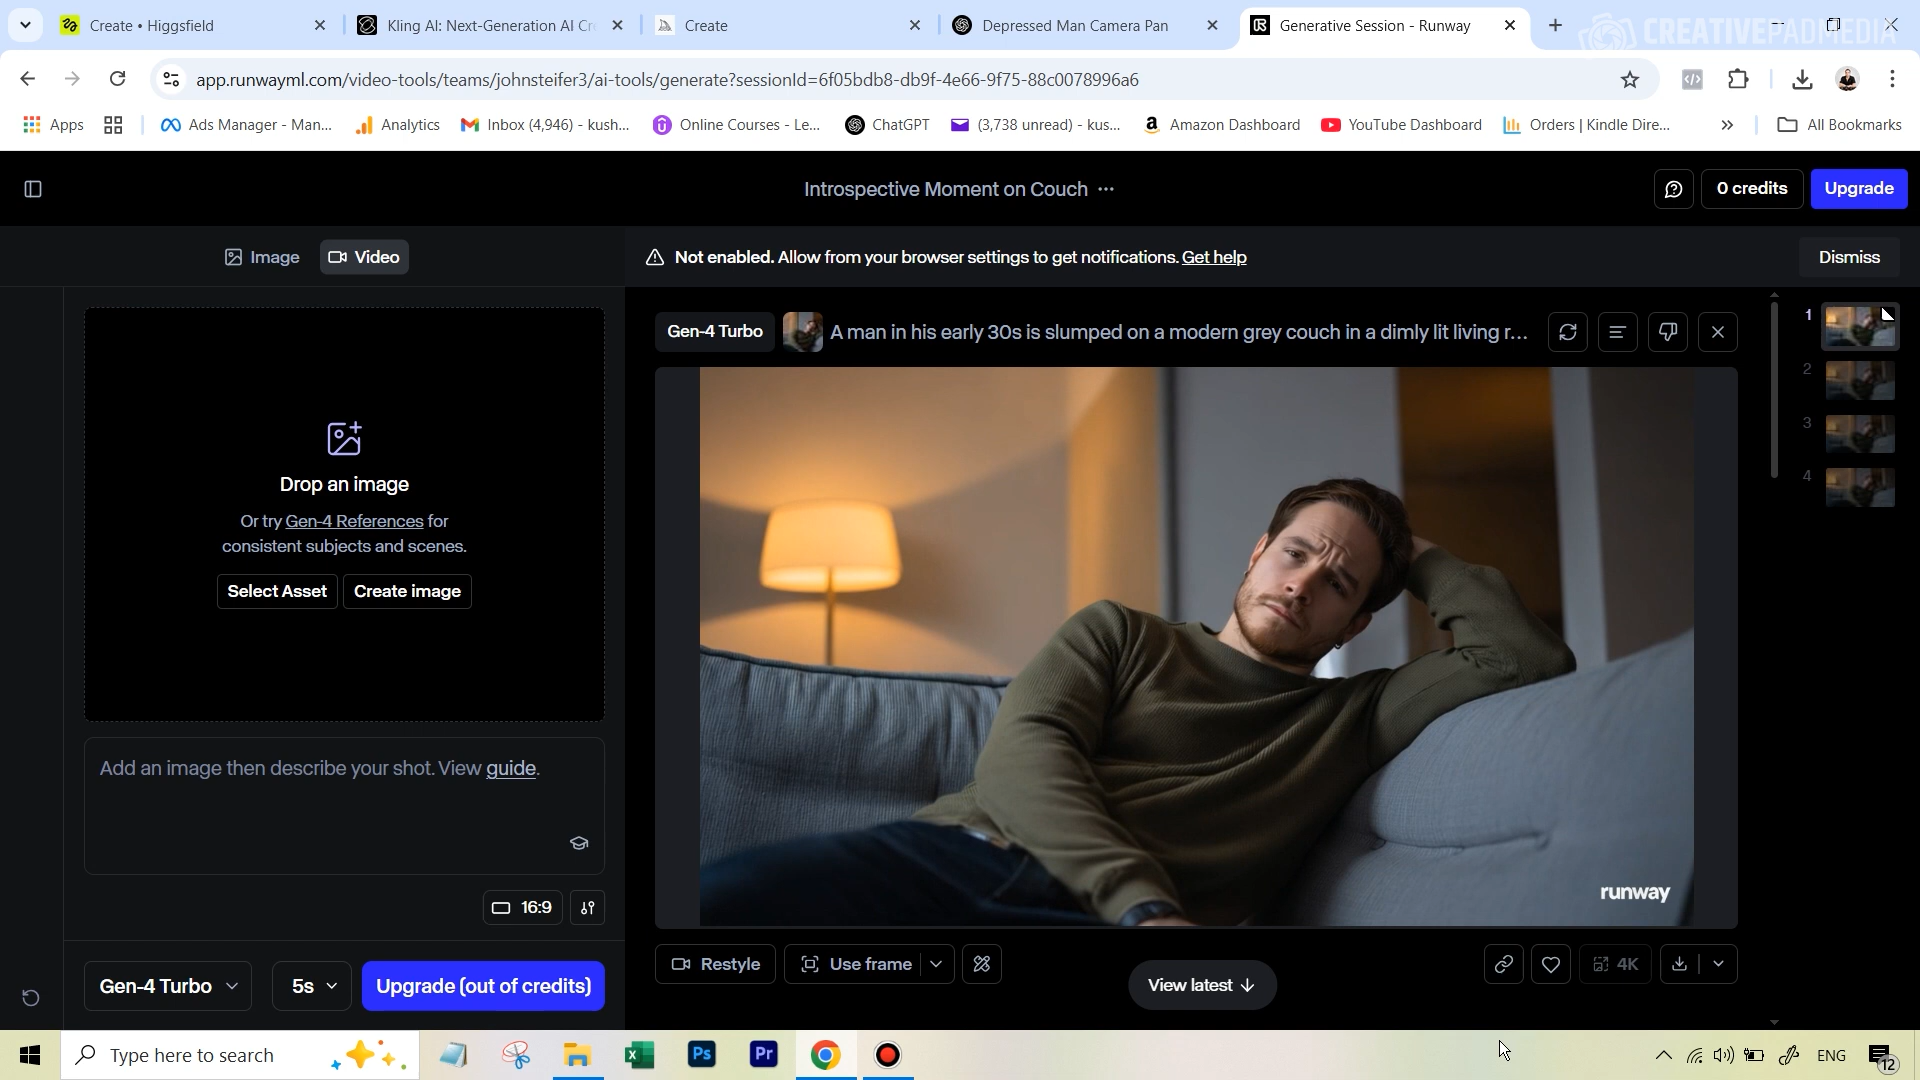 Create • Higgsfield
Kling AI: Next-Generation AI Cr
Create
Depressed Man Camera Pan
Generative Session - Runway
CREATIVEPADMEDIA
app.runwayml.com/video-tools/teams/johnsteifer3/ai-tools/generate?sessionId=6f05bdb8-db9f-4e66-9f75-88c0078996a6
Apps
Ads Manager - Man...
Analytics
Inbox (4,946) - kush...
Online Courses - Le...
ChatGPT
(3,738 unread) - kus...
Amazon Dashboard
YouTube Dashboard
Orders | Kindle Dire...
All Bookmarks
Introspective Moment on Couch
0 credits
Upgrade
Image
Video
Not enabled. Allow from your browser settings to get notifications. Get help
Dismiss
Drop an image
Or try Gen-4 References for
consistent subjects and scenes.
Select Asset
Create image
Add an image then describe your shot. View guide.
16:9
Gen-4 Turbo
5s
Upgrade (out of credits)
Gen-4 Turbo
A man in his early 30s is slumped on a modern grey couch in a dimly lit living r...
runway
Restyle
Use frame
View latest
4K
1
2
3
4
Type here to search
Ps
Pr
ENG
12